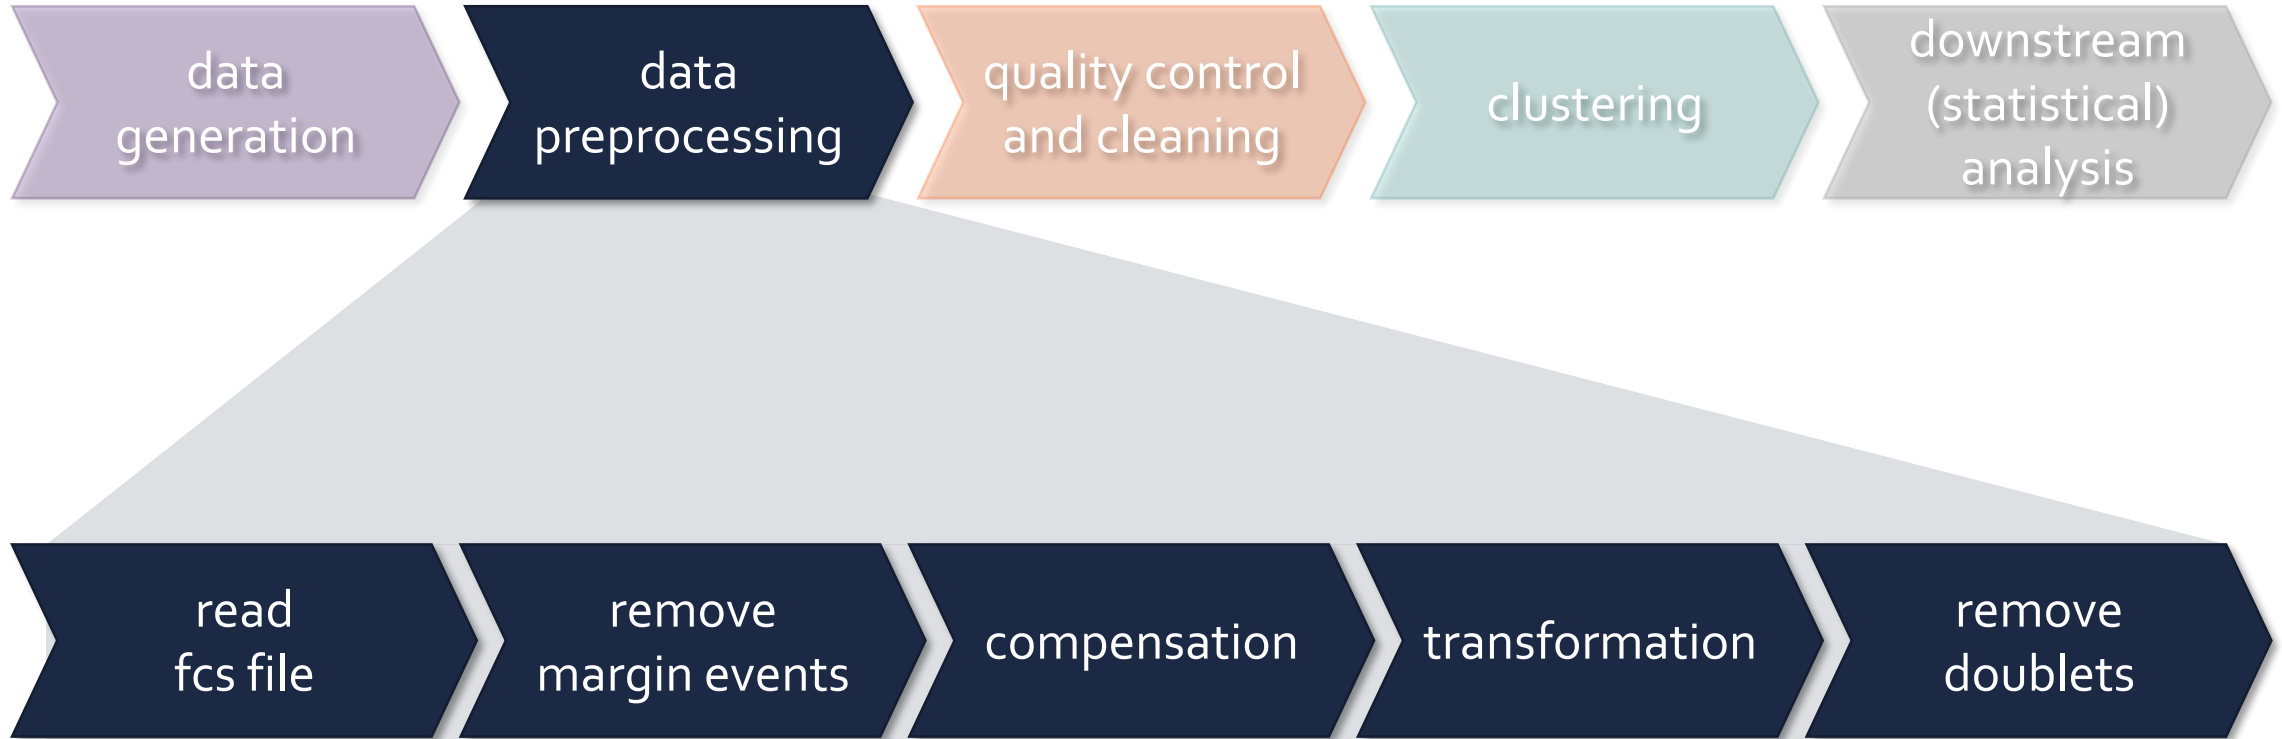 data
generation
data
preprocessing
quality control
and cleaning
clustering
downstream
(statistical)
analysis
read
fcs file
remove
margin events
compensation
transformation
remove
doublets